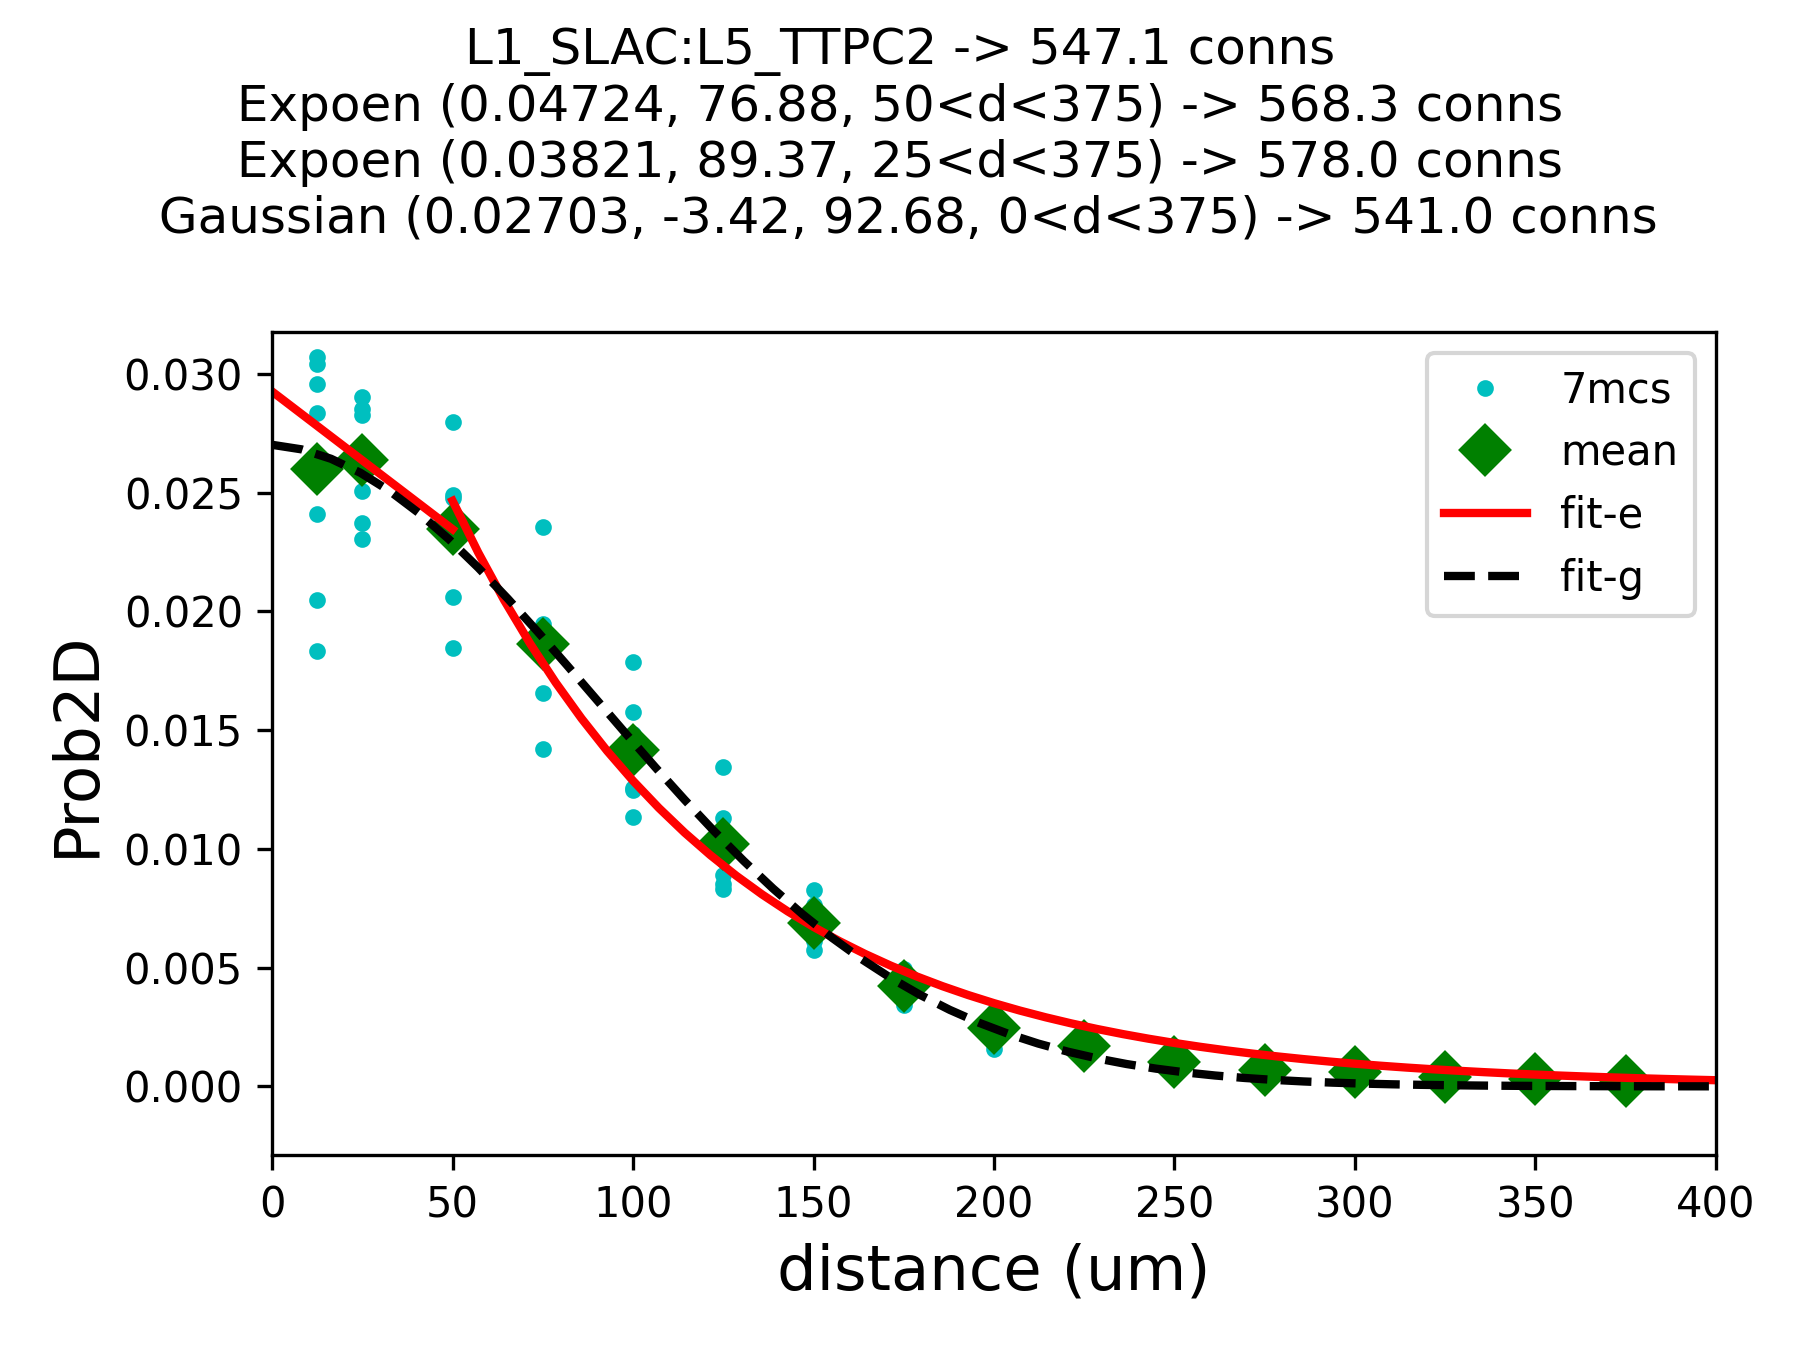 L1_SLAC:L5_TTPC2 -> 547.1 conns
Expoen (0.04724, 76.88, 50<d<375) -> 568.3 conns
Expoen (0.03821, 89.37, 25<d<375) -> 578.0 conns
Gaussian (0.02703, -3.42, 92.68, 0<d<375) -> 541.0 conns
7mcs
mean
fit-e
fit-g
Prob2D
0.030
0.025
0.020
0.015
0.010
0.005
0.000
0 50 100 150 200 250 300 350 400
distance (um)